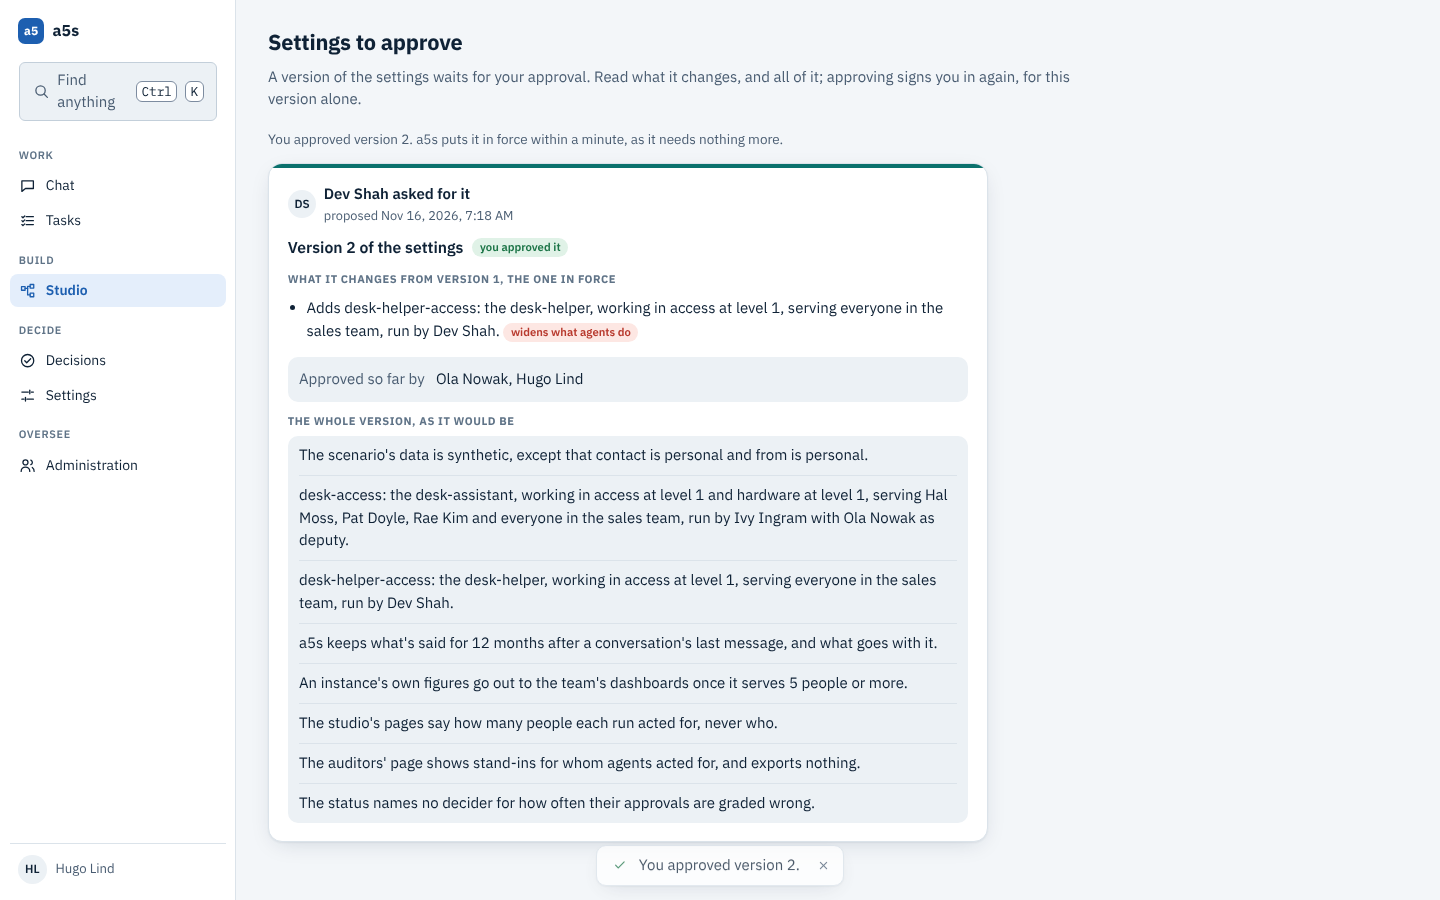 a5 a5s
Find anything Ctrl K
WORK
Chat
Tasks
BUILD
Studio
DECIDE
Decisions
Settings
OVERSEE
Administration
HL Hugo Lind
Settings to approve
A version of the settings waits for your approval. Read what it changes, and all of it; approving signs you in again, for this
version alone.
You approved version 2. a5s puts it in force within a minute, as it needs nothing more.
DS Dev Shah asked for it
proposed Nov 16, 2026, 7:18 AM
Version 2 of the settings you approved it
WHAT IT CHANGES FROM VERSION 1, THE ONE IN FORCE
• Adds desk-helper-access: the desk-helper, working in access at level 1, serving everyone in the
sales team, run by Dev Shah. widens what agents do
Approved so far by Ola Nowak, Hugo Lind
THE WHOLE VERSION, AS IT WOULD BE
The scenario's data is synthetic, except that contact is personal and from is personal.
desk-access: the desk-assistant, working in access at level 1 and hardware at level 1, serving Hal
Moss, Pat Doyle, Rae Kim and everyone in the sales team, run by Ivy Ingram with Ola Nowak as
deputy.
desk-helper-access: the desk-helper, working in access at level 1, serving everyone in the sales
team, run by Dev Shah.
a5s keeps what's said for 12 months after a conversation's last message, and what goes with it.
An instance's own figures go out to the team's dashboards once it serves 5 people or more.
The studio's pages say how many people each run acted for, never who.
The auditors' page shows stand-ins for whom agents acted for, and exports nothing.
The status names no decider for how often their approvals are graded wrong.
You approved version 2.